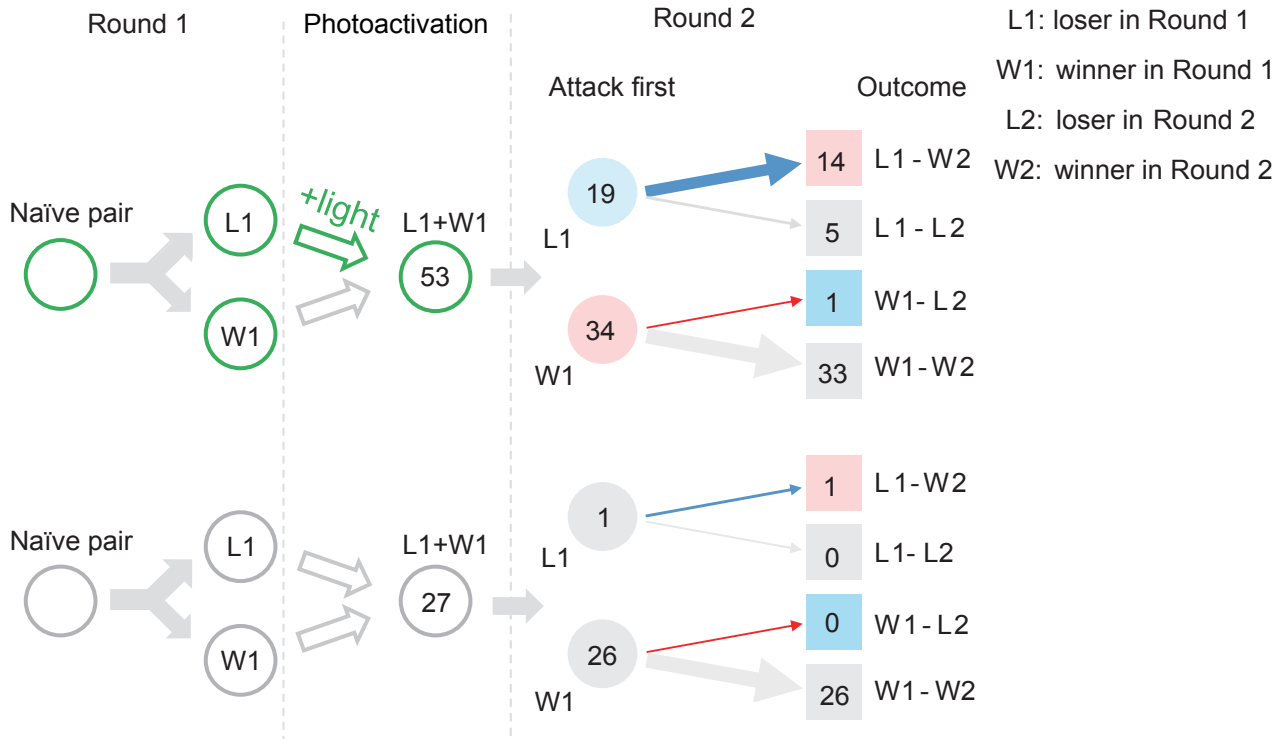 Round 1
Photoactivation
Round 2
L1: loser in Round 1
W1: winner in Round 1
L2: loser in Round 2
W2: winner in Round 2
Attack first
Outcome
Naïve pair
L1
W1
+light
L1+W1
53
19
L1
34
W1
14 L1-W2
5 L1-L2
1 W1-L2
33 W1-W2
Naïve pair
L1
W1
L1+W1
27
1
L1
26
W1
1 L1-W2
0 L1-L2
0 W1-L2
26 W1-W2